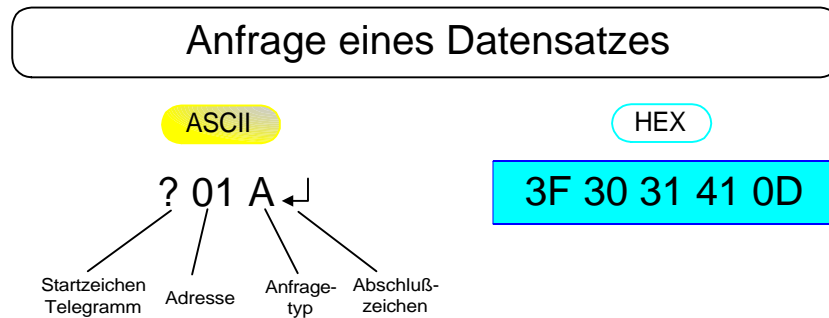 Anfrage eines Datensatzes
ASCII
HEX
? 01 A ↲
3F 30 31 41 0D
Startzeichen
Telegramm
Adresse
Anfrage-
typ
Abschluß-
zeichen